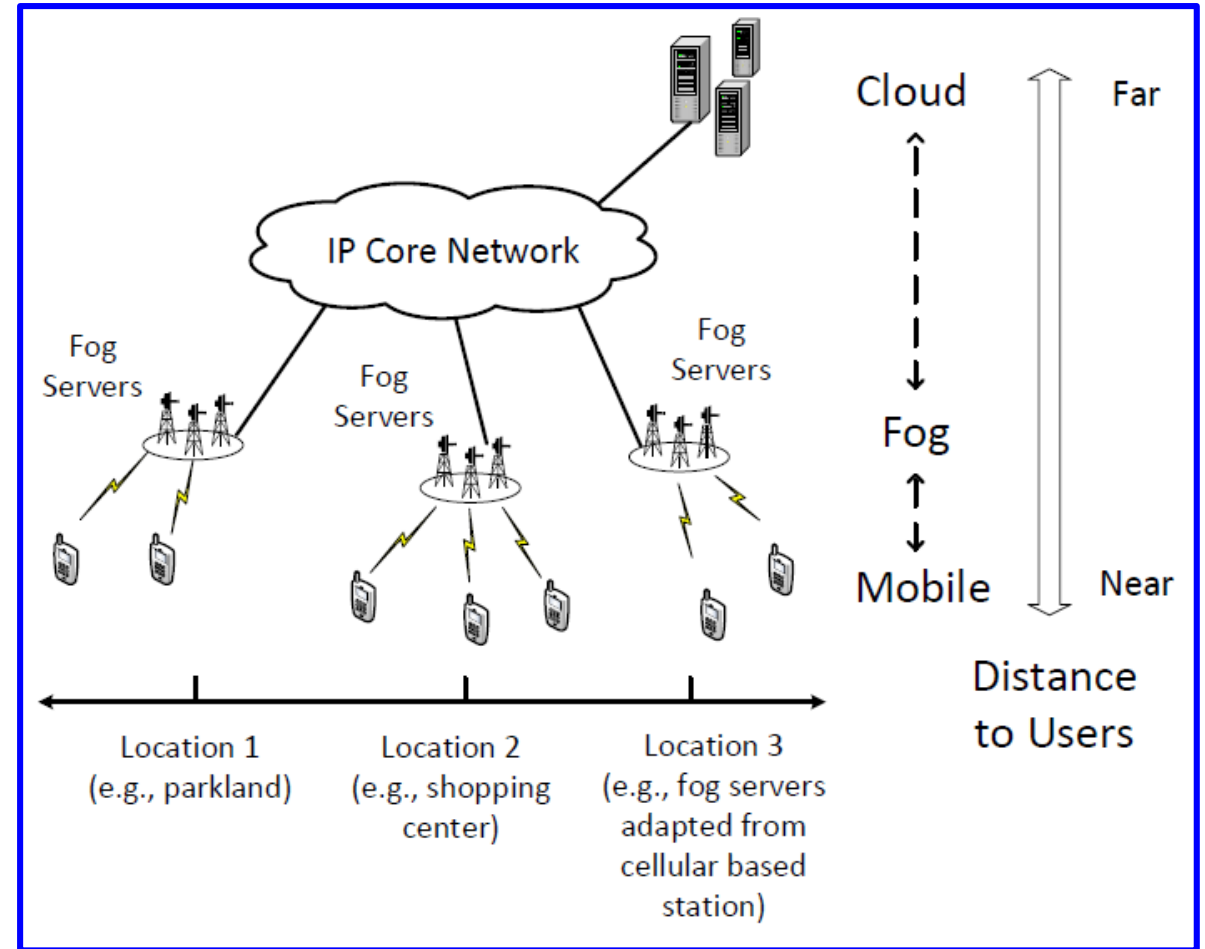 Cloud
Far
IP Core Network
Fog
Servers
Fog
Servers
Fog
Servers
Fog
Mobile
Near
Distance
to Users
Location 1
(e.g., parkland)
Location 2
(e.g., shopping
center)
Location 3
(e.g., fog servers
adapted from
cellular based
station)